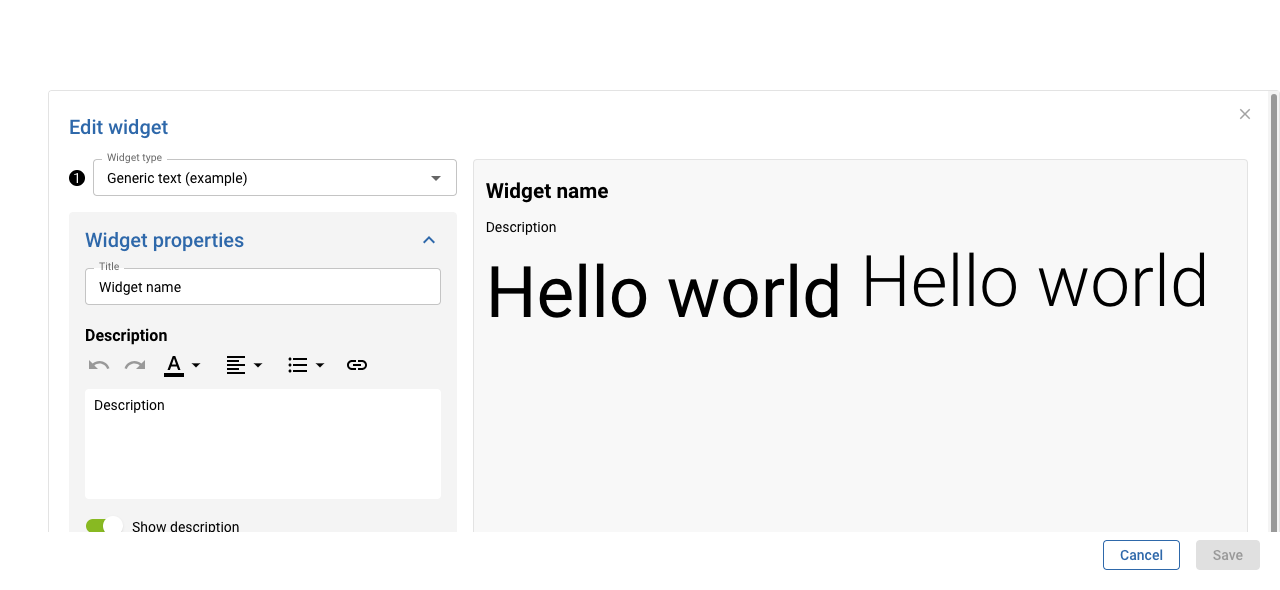 Edit widget
Widget type
1 Generic text (example)
Widget properties
Title
Widget name
Description
A
Description
Show description
Widget name
Description
Hello world Hello world
Cancel Save